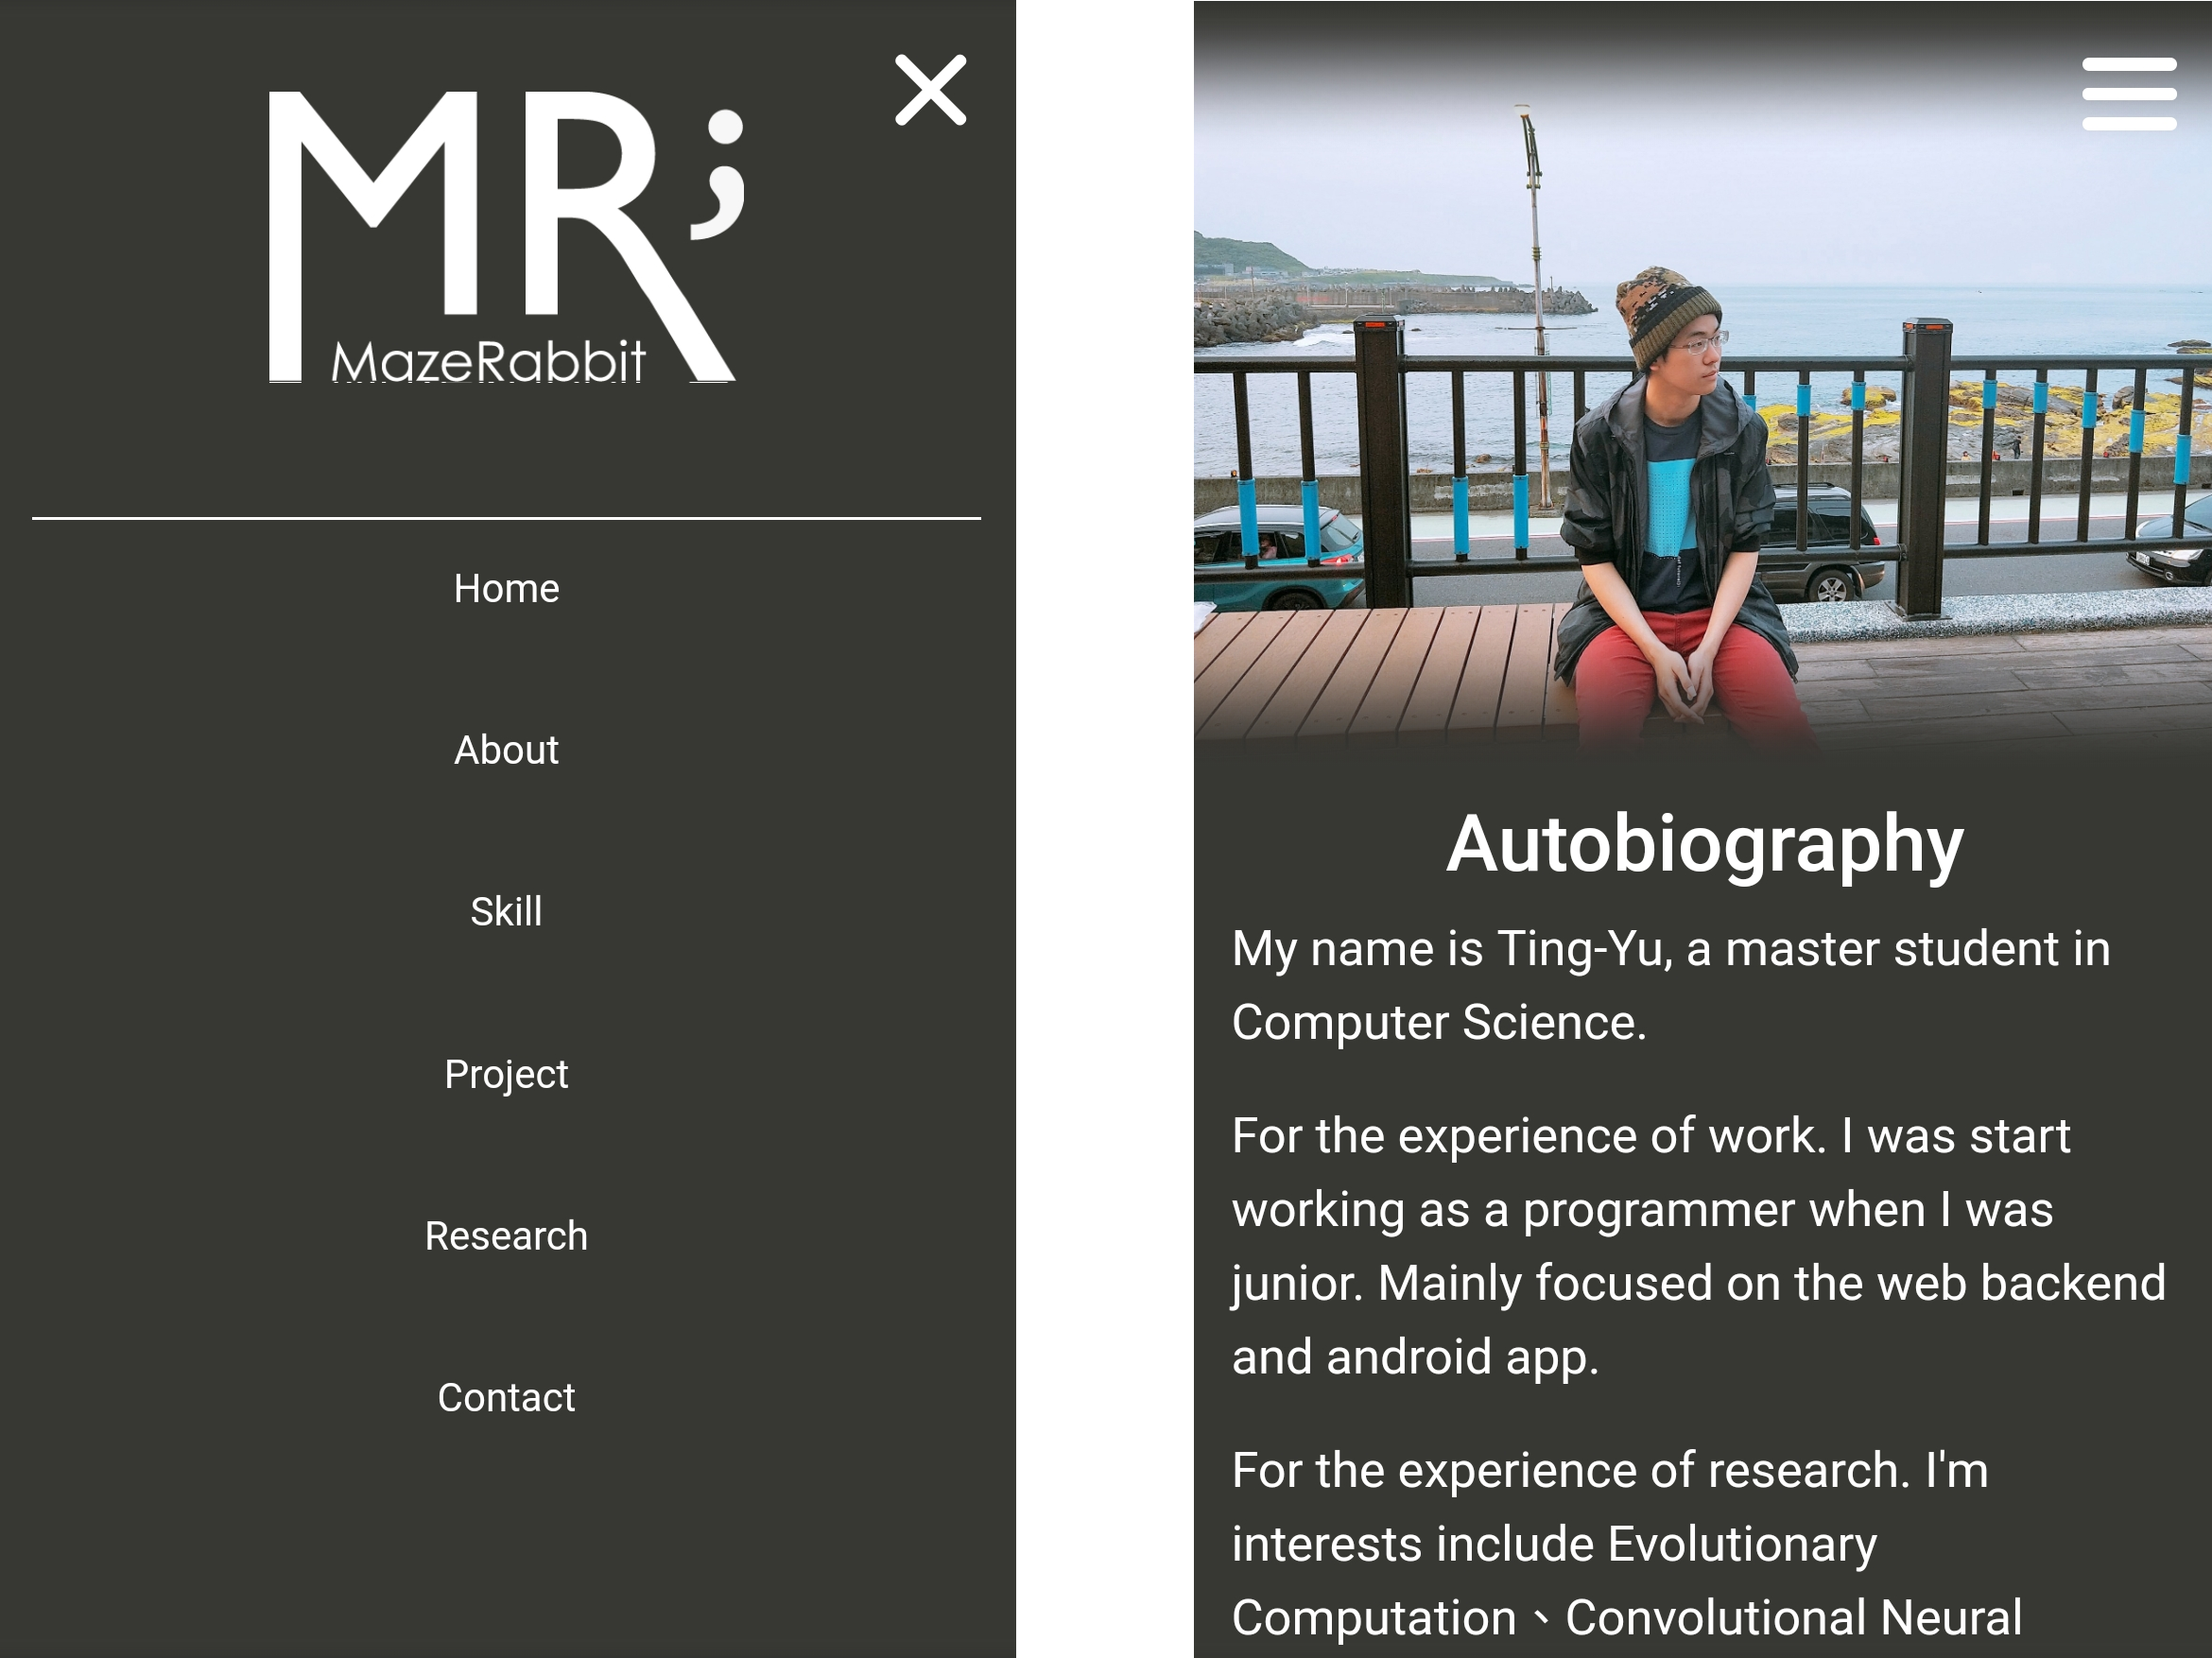 MR;
MazeRabbit
Home
About
Skill
Project
Research
Contact
Autobiography
My name is Ting-Yu, a master student in
Computer Science.
For the experience of work. I was start
working as a programmer when I was
junior. Mainly focused on the web backend
and android app.
For the experience of research. I'm
interests include Evolutionary
Computation、Convolutional Neural